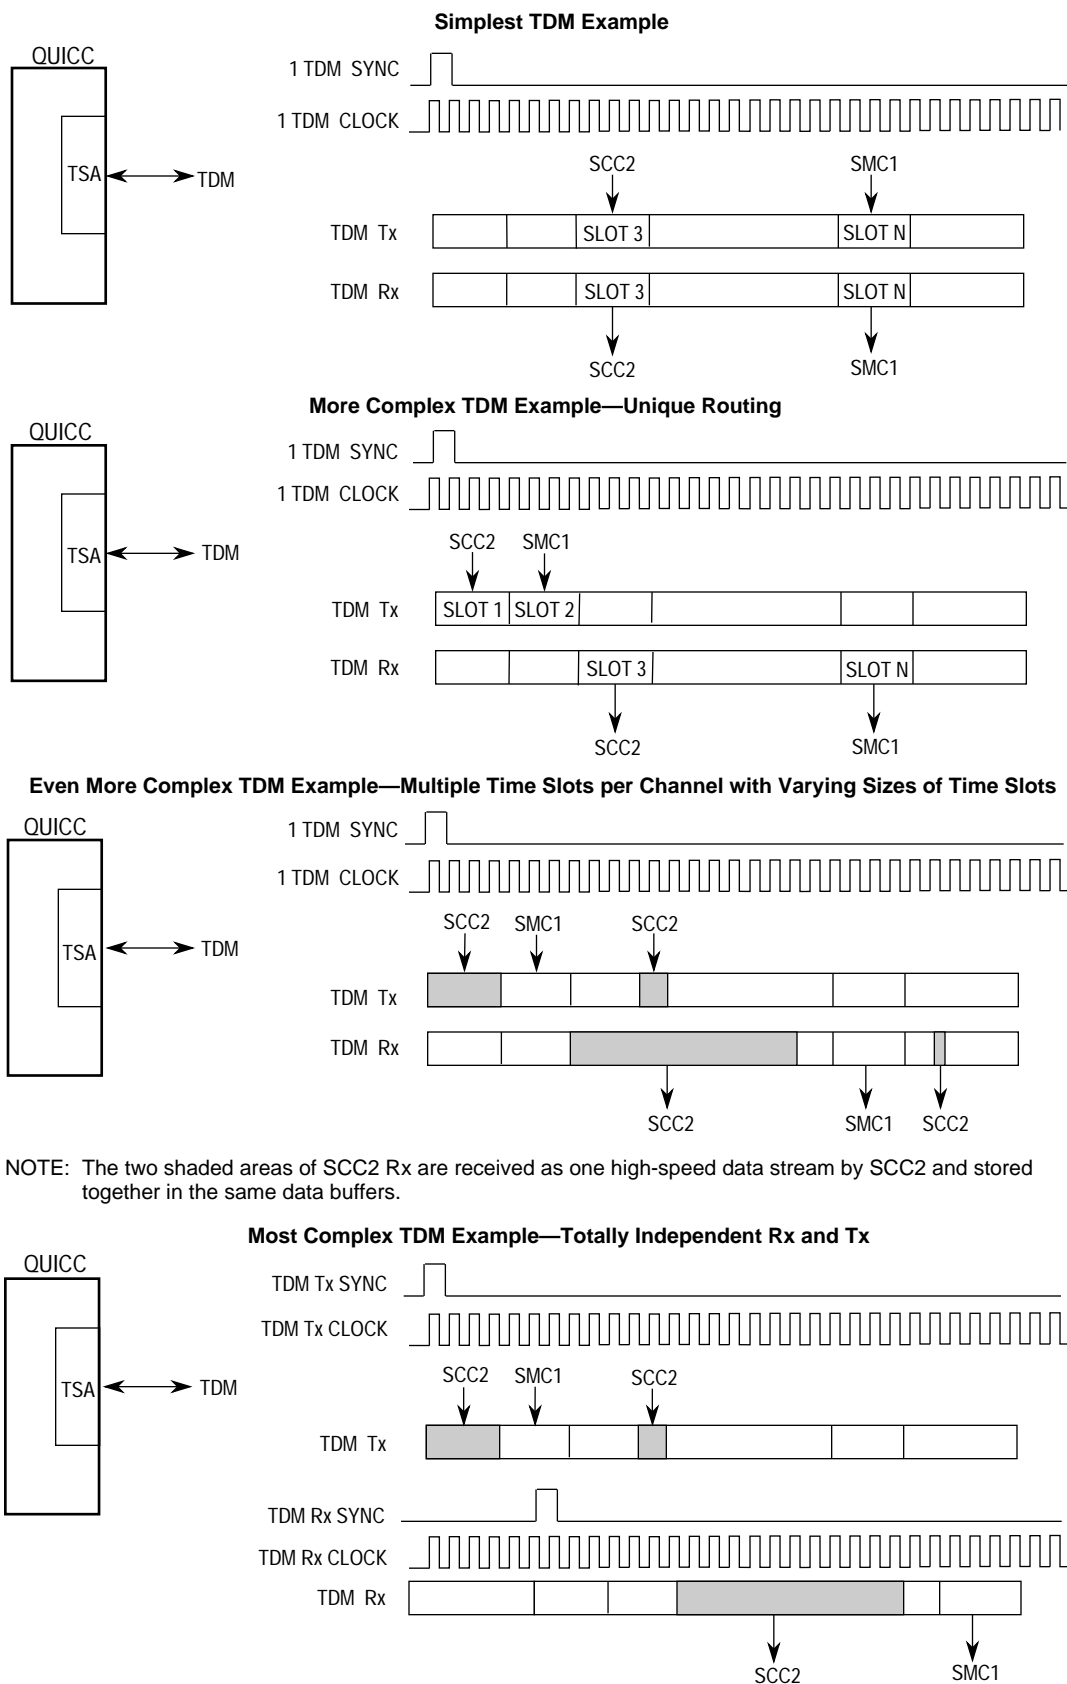 Simplest TDM Example
QUICC
1 TDM SYNC
1 TDM CLOCK
TSA
TDM
SCC2
SMC1
TDM Tx
SLOT 3
SLOT N
TDM Rx
SLOT 3
SLOT N
SCC2
SMC1
More Complex TDM Example—Unique Routing
QUICC
1 TDM SYNC
1 TDM CLOCK
TSA
TDM
SCC2
SMC1
TDM Tx
SLOT 1
SLOT 2
TDM Rx
SLOT 3
SLOT N
SCC2
SMC1
Even More Complex TDM Example—Multiple Time Slots per Channel with Varying Sizes of Time Slots
QUICC
1 TDM SYNC
1 TDM CLOCK
TSA
TDM
SCC2
SMC1
SCC2
TDM Tx
TDM Rx
SCC2
SMC1
SCC2
NOTE: The two shaded areas of SCC2 Rx are received as one high-speed data stream by SCC2 and stored
together in the same data buffers.
Most Complex TDM Example—Totally Independent Rx and Tx
QUICC
TDM Tx SYNC
TDM Tx CLOCK
TSA
TDM
SCC2
SMC1
SCC2
TDM Tx
TDM Rx SYNC
TDM Rx CLOCK
TDM Rx
SCC2
SMC1